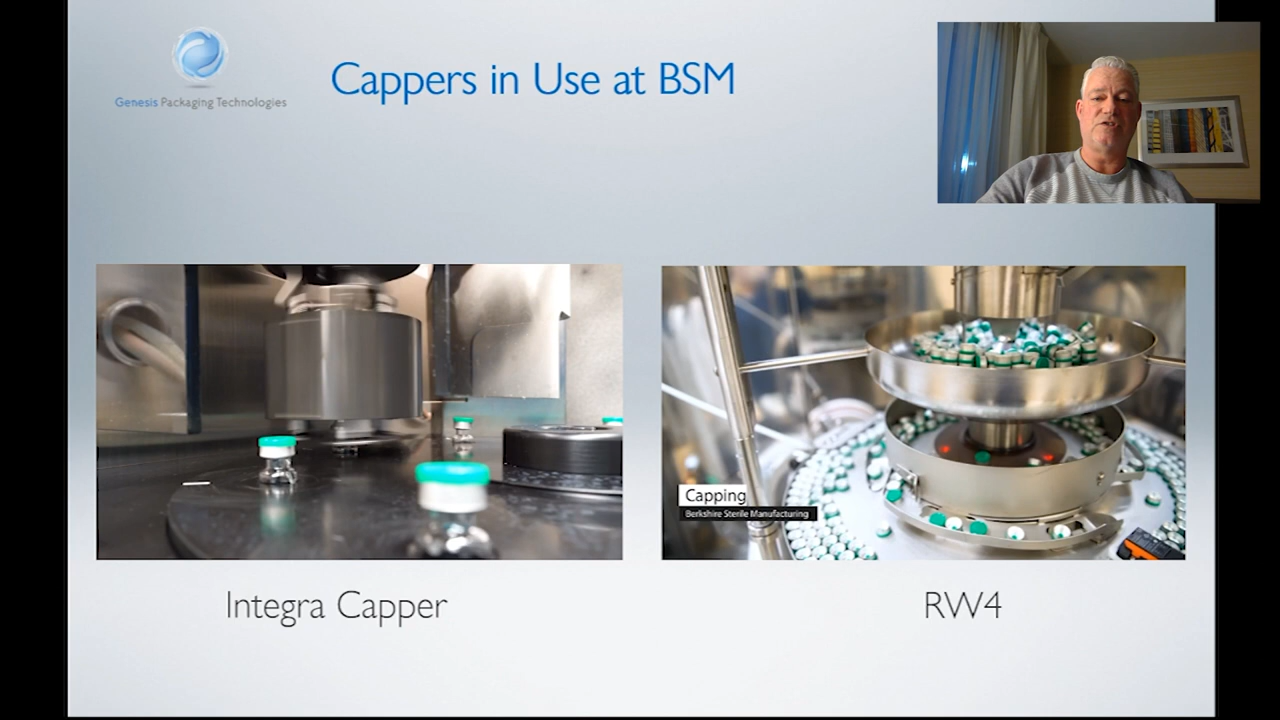 Genesis Packaging Technologies
Cappers in Use at BSM
Capping
Berkshire Sterile Manufacturing
Integra Capper
RW4